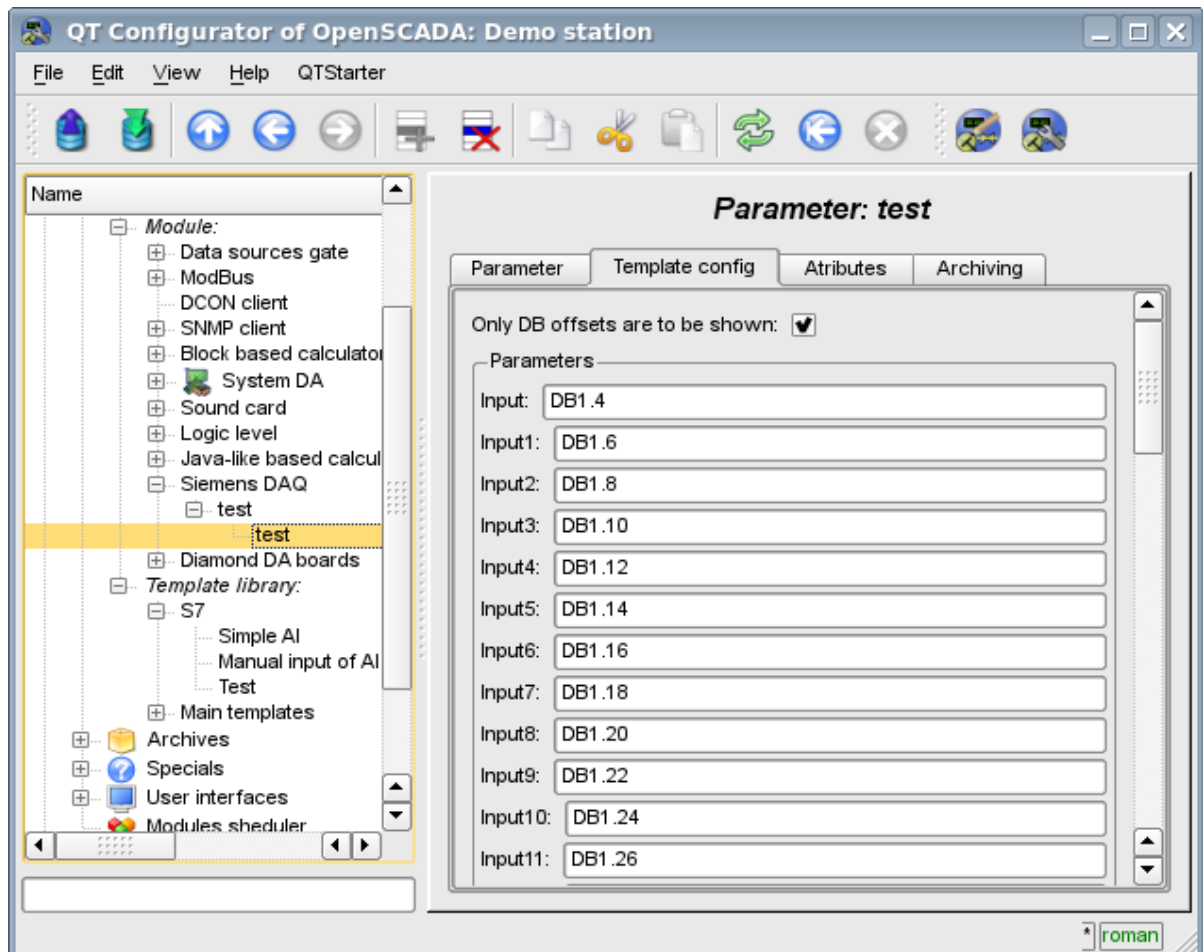 QT Configurator of OpenSCADA: Demo station
File Edit View Help QTStarter
Name
Module:
Data sources gate
ModBus
DCON client
SNMP client
Block based calculator
System DA
Sound card
Logic level
Java-like based calcul
Siemens DAQ
test
test
Diamond DA boards
Template library:
S7
Simple AI
Manual input of AI
Test
Main templates
Archives
Specials
User interfaces
Modules sheduler
Parameter: test
Parameter Template config Atributes Archiving
Only DB offsets are to be shown:
Parameters
Input: DB1.4
Input1: DB1.6
Input2: DB1.8
Input3: DB1.10
Input4: DB1.12
Input5: DB1.14
Input6: DB1.16
Input7: DB1.18
Input8: DB1.20
Input9: DB1.22
Input10: DB1.24
Input11: DB1.26
* roman